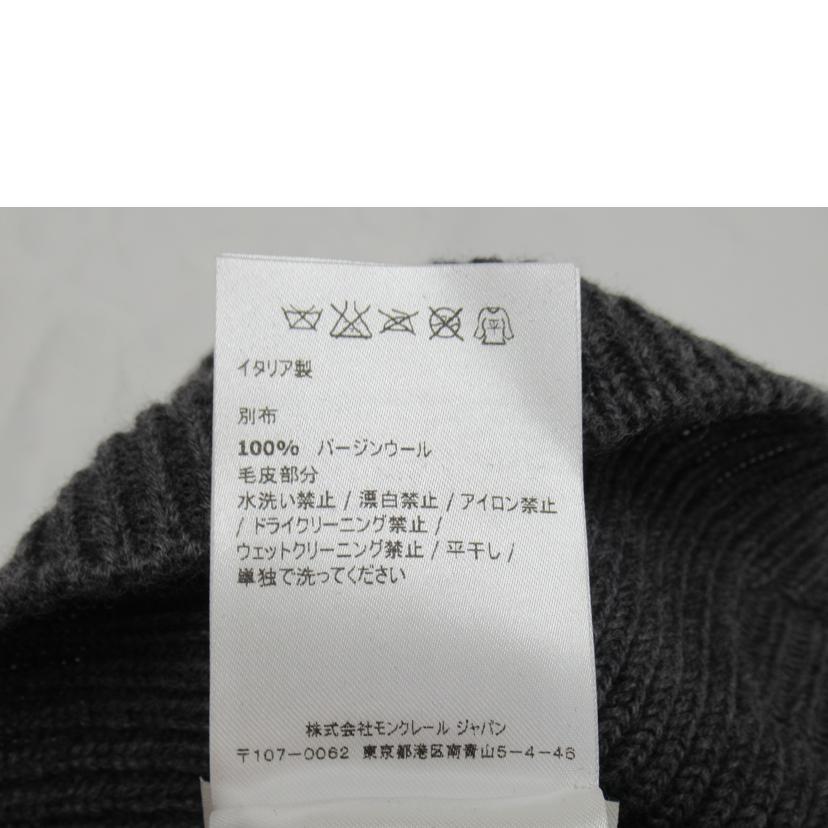 平
イタリア製
別布
100% バージンウール
毛皮部分
水洗い禁止 / 漂白禁止 / アイロン禁止
/ ドライクリーニング禁止 /
ウェットクリーニング禁止 / 平干し /
単独で洗ってください
株式会社モンクレール ジャパン
〒107-0062 東京都港区南青山5-4-46